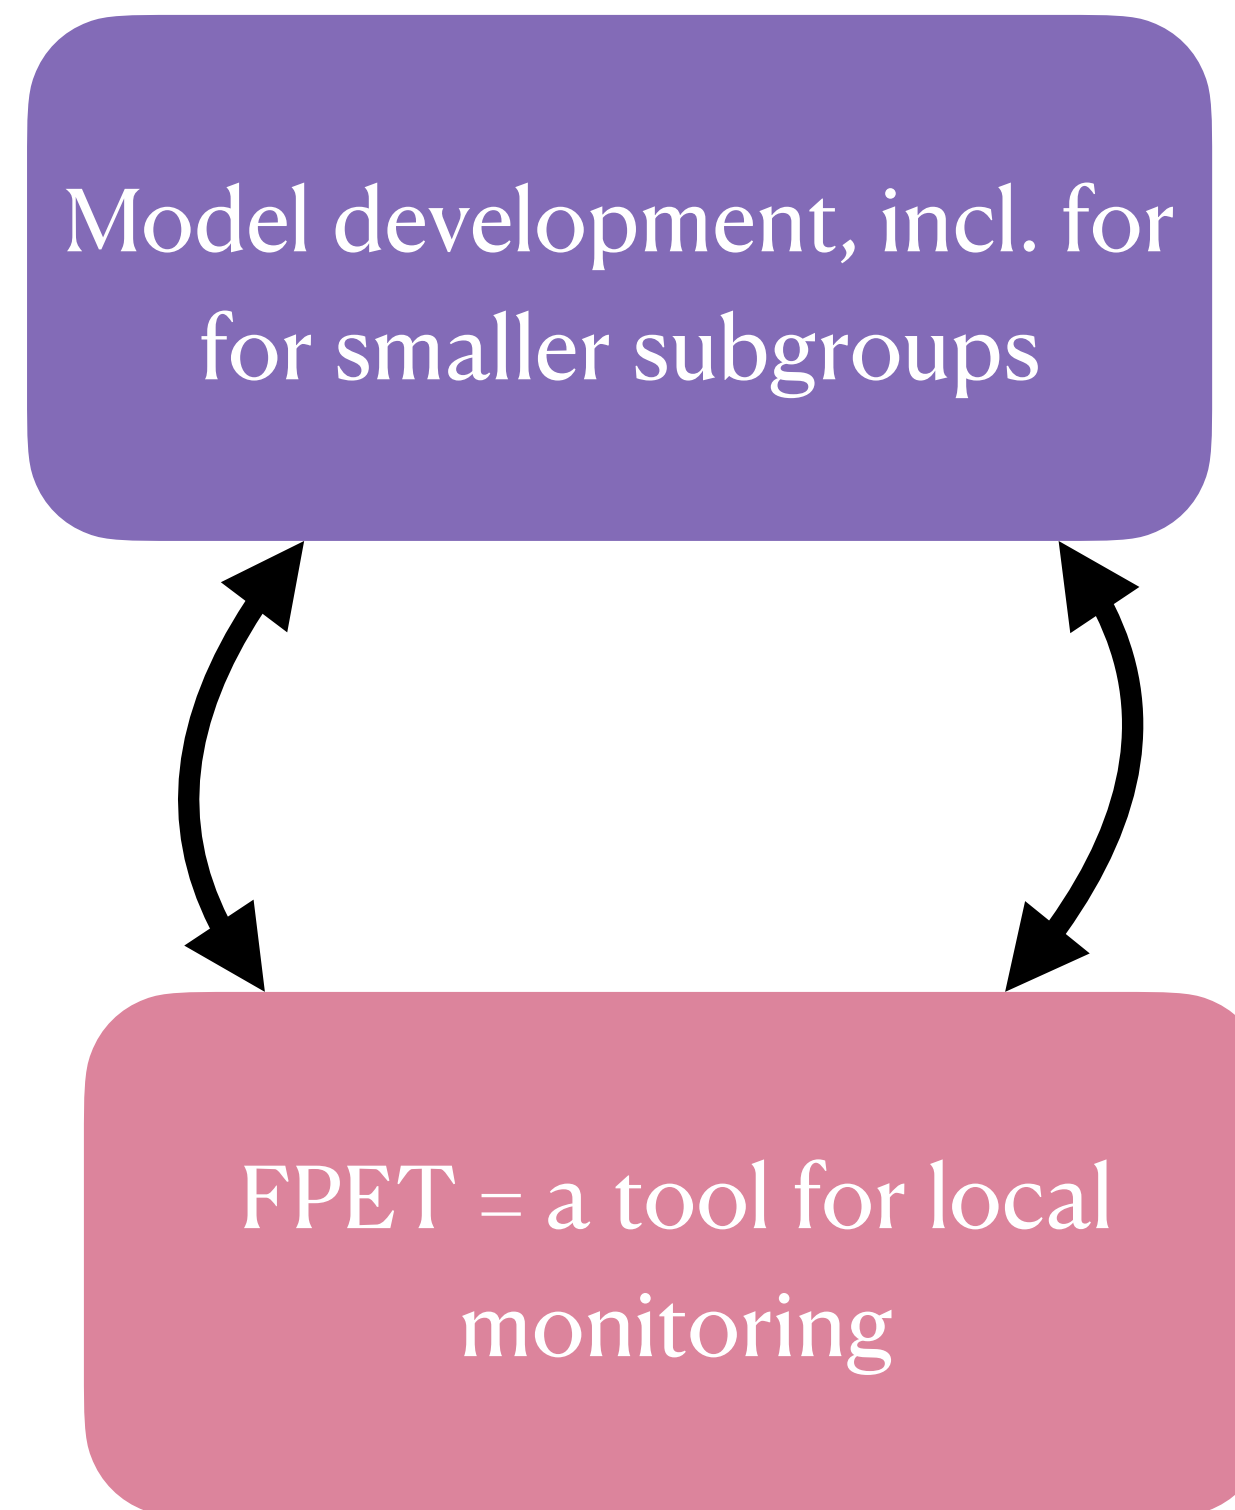 Model development, incl. for
for smaller subgroups
FPET = a tool for local
monitoring